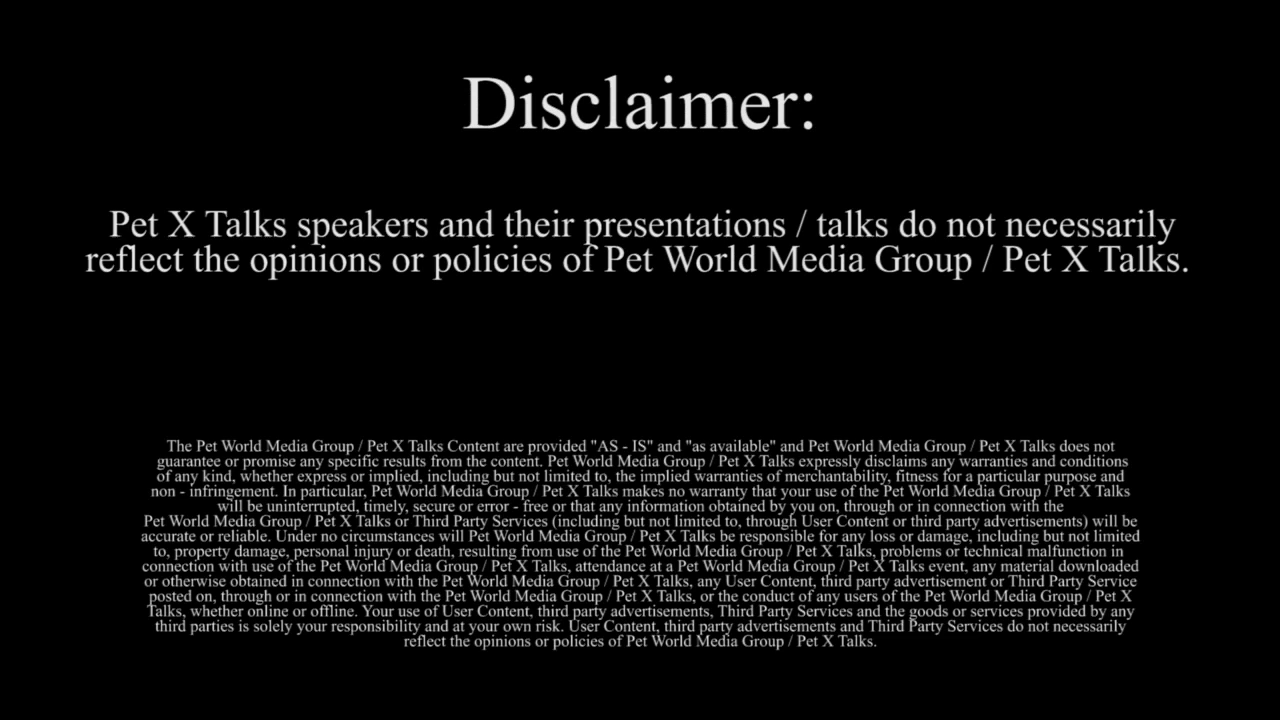 Disclaimer:
Pet X Talks speakers and their presentations / talks do not necessarily
reflect the opinions or policies of Pet World Media Group / Pet X Talks.
The Pet World Media Group / Pet X Talks Content are provided "AS - IS" and "as available" and Pet World Media Group / Pet X Talks does not
guarantee or promise any specific results from the content. Pet World Media Group / Pet X Talks expressly disclaims any warranties and conditions
of any kind, whether express or implied, including but not limited to, the implied warranties of merchantability, fitness for a particular purpose and
non - infringement. In particular, Pet World Media Group / Pet X Talks makes no warranty that your use of the Pet World Media Group / Pet X Talks
will be uninterrupted, timely, secure or error - free or that any information obtained by you on, through or in connection with the
Pet World Media Group / Pet X Talks or Third Party Services (including but not limited to, through User Content or third party advertisements) will be
accurate or reliable. Under no circumstances will Pet World Media Group / Pet X Talks be responsible for any loss or damage, including but not limited
to, property damage, personal injury or death, resulting from use of the Pet World Media Group / Pet X Talks, problems or technical malfunction in
connection with use of the Pet World Media Group / Pet X Talks, attendance at a Pet World Media Group / Pet X Talks event, any material downloaded
or otherwise obtained in connection with the Pet World Media Group / Pet X Talks, any User Content, third party advertisement or Third Party Service
posted on, through or in connection with the Pet World Media Group / Pet X Talks, or the conduct of any users of the Pet World Media Group / Pet X
Talks, whether online or offline. Your use of User Content, third party advertisements, Third Party Services and the goods or services provided by any
third parties is solely your responsibility and at your own risk. User Content, third party advertisements and Third Party Services do not necessarily
reflect the opinions or policies of Pet World Media Group / Pet X Talks.